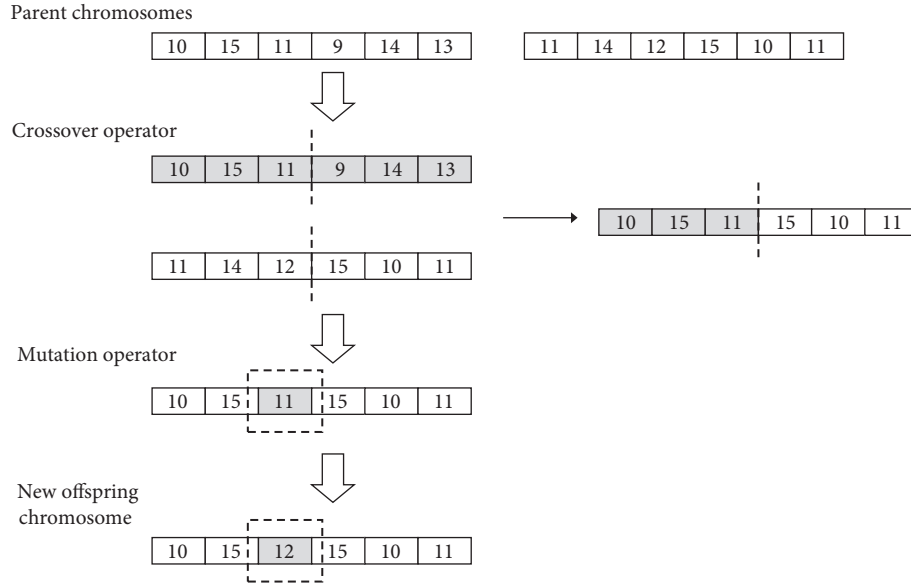 Parent chromosomes
10 15 11 9 14 13
11 14 12 15 10 11
Crossover operator
10 15 11 9 14 13
10 15 11 15 10 11
11 14 12 15 10 11
Mutation operator
10 15 11 15 10 11
New offspring
chromosome
10 15 12 15 10 11